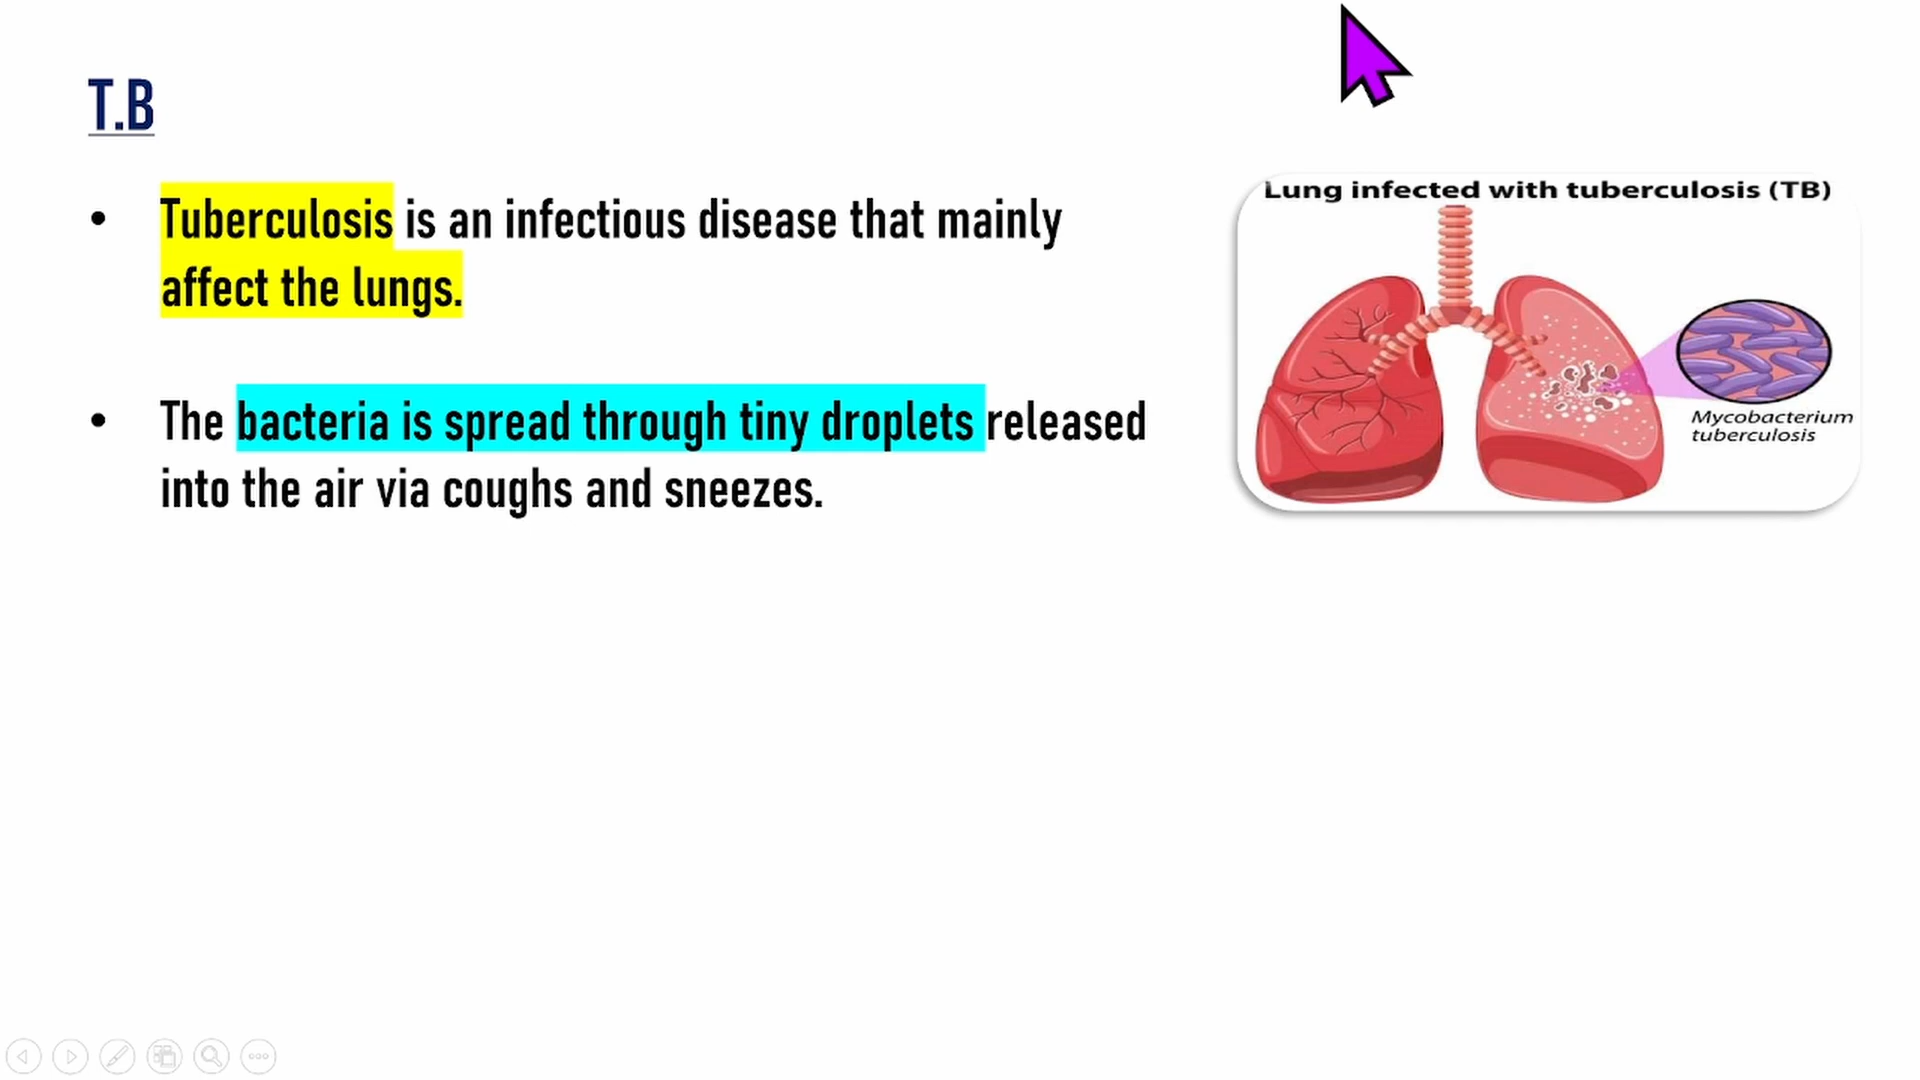 T.B
• Tuberculosis is an infectious disease that mainly
affect the lungs.
• The bacteria is spread through tiny droplets released
into the air via coughs and sneezes.
Lung infected with tuberculosis (TB)
Mycobacterium
tuberculosis